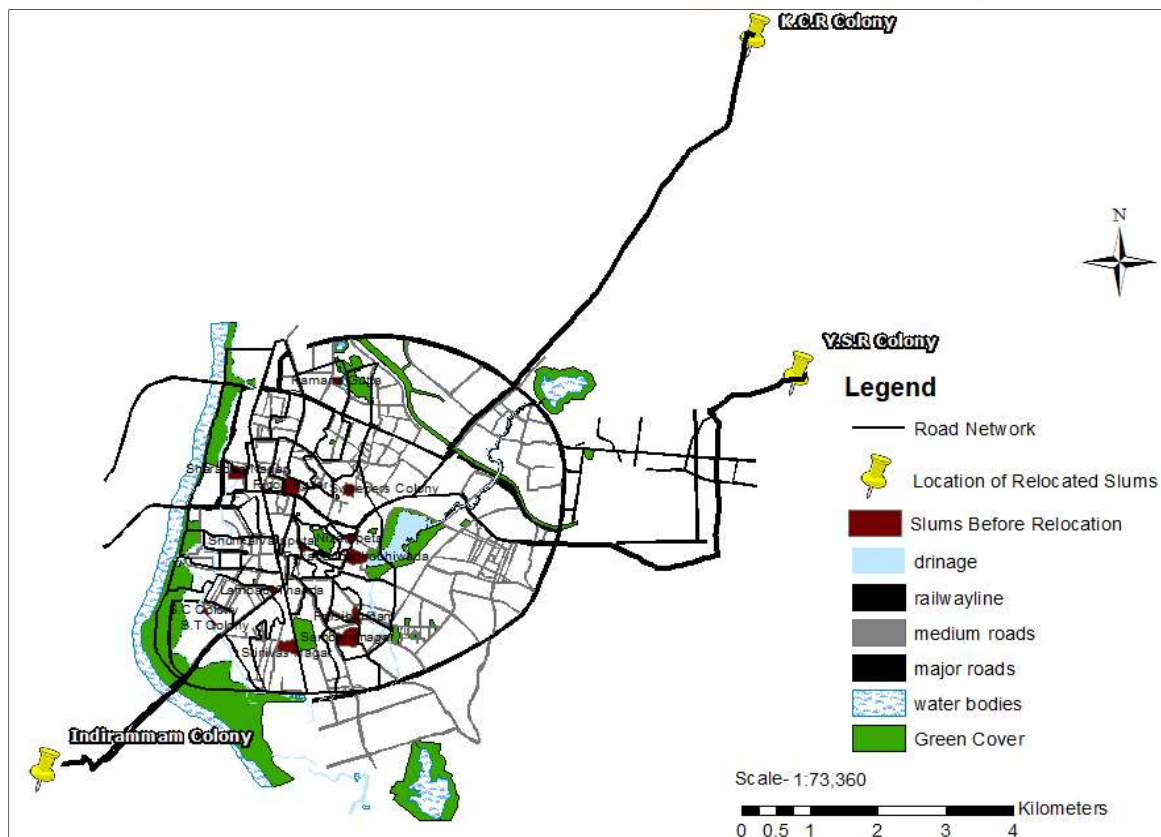 K.C.R Colony
N
Y.S.R Colony
Legend
Road Network
Location of Relocated Slums
Slums Before Relocation
drinage
railwayline
medium roads
major roads
water bodies
Green Cover
Scale- 1:73,360
Kilometers
0 0.5 1 2 3 4
Colony
S.C Colony
S.T Colony
Nagar
Indirammam Colony